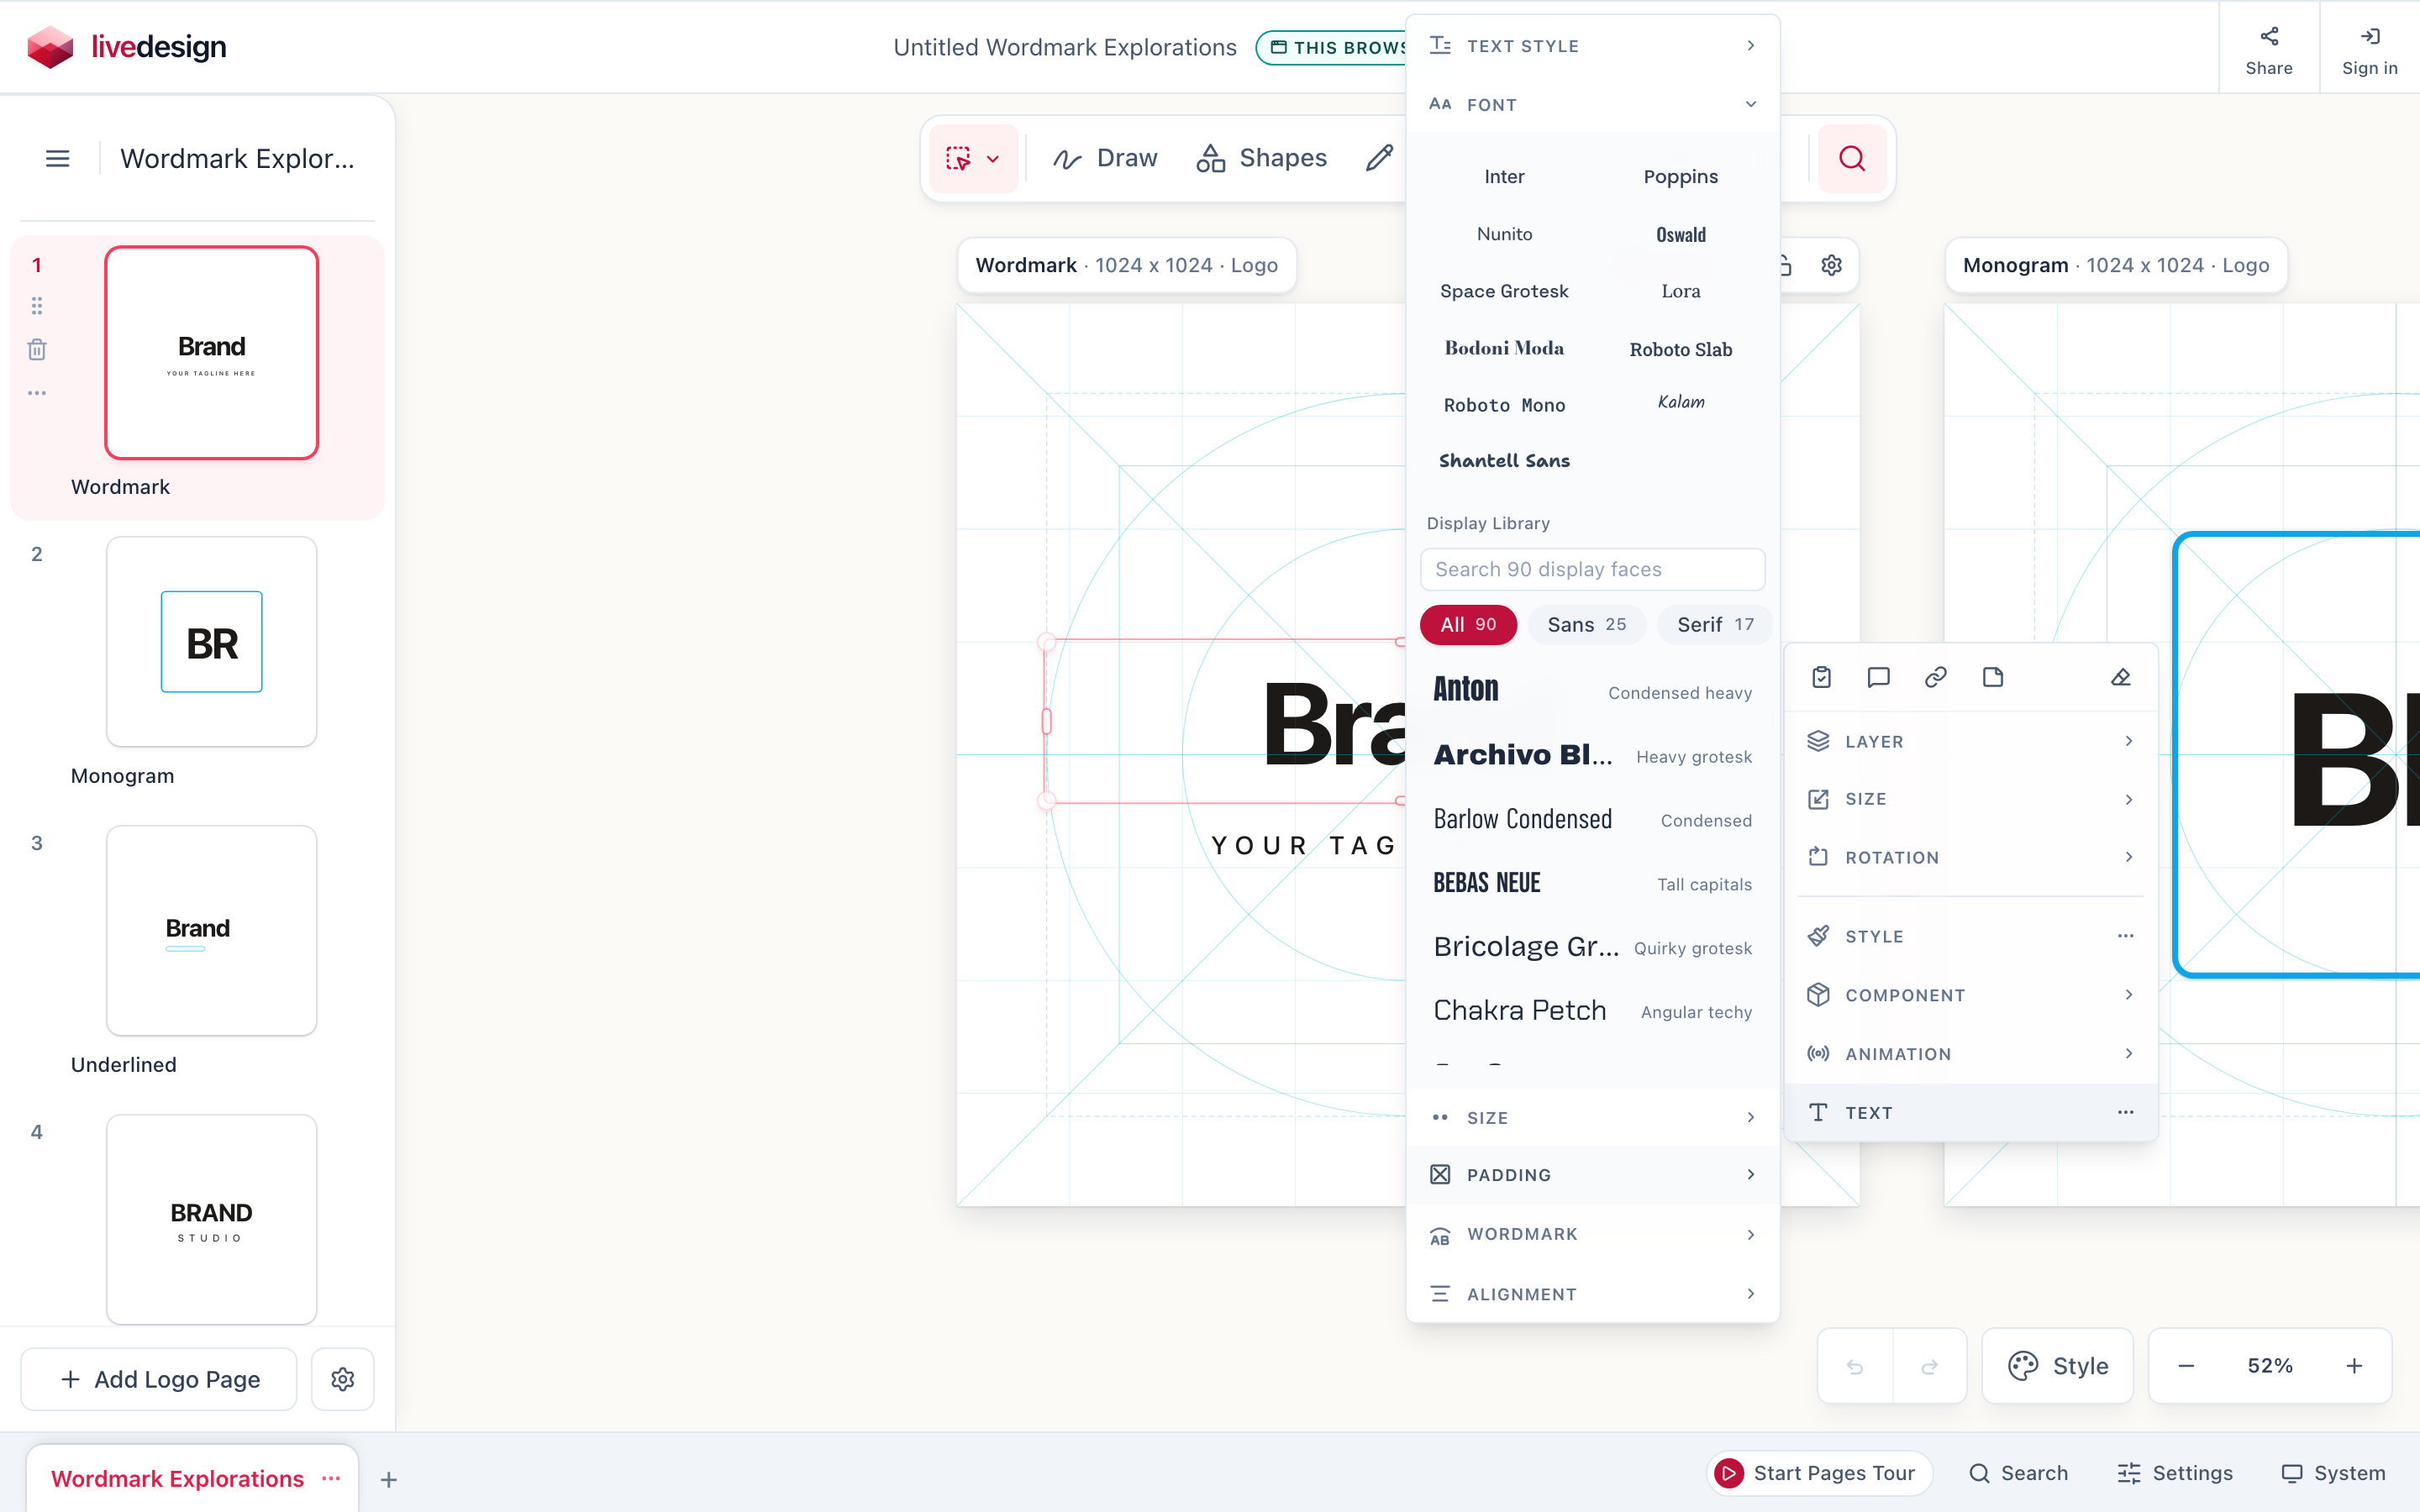 livedesign
Untitled Wordmark Explorations
THIS BROWS
Share
Sign in
Wordmark Explor...
Draw
Shapes
1
Brand
YOUR TAGLINE HERE
Wordmark
2
BR
Monogram
3
Brand
Underlined
4
BRAND
STUDIO
Add Logo Page
Wordmark · 1024 x 1024 · Logo
Bra
YOUR TAG
TEXT STYLE
FONT
Inter
Poppins
Nunito
Oswald
Space Grotesk
Lora
Bodoni Moda
Roboto Slab
Roboto Mono
Kalam
Shantell Sans
Display Library
Search 90 display faces
All 90
Sans 25
Serif 17
Anton
Condensed heavy
Archivo Bl...
Heavy grotesk
Barlow Condensed
Condensed
BEBAS NEUE
Tall capitals
Bricolage Gr...
Quirky grotesk
Chakra Petch
Angular techy
SIZE
PADDING
WORDMARK
ALIGNMENT
Monogram · 1024 x 1024 · Logo
LAYER
SIZE
ROTATION
STYLE
COMPONENT
ANIMATION
TEXT
Style
52%
Wordmark Explorations
Start Pages Tour
Search
Settings
System